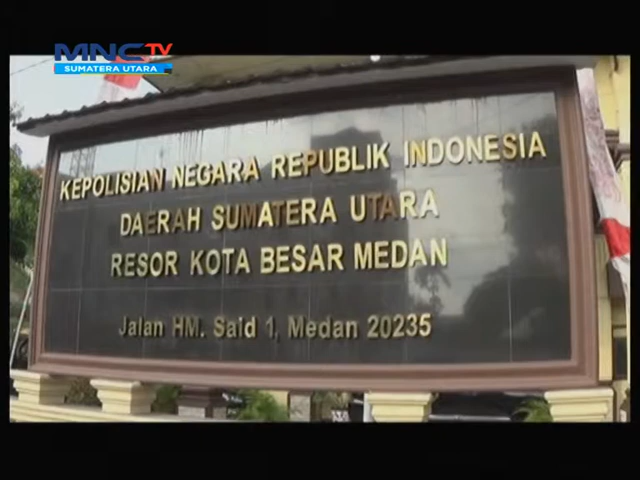 MNCTV
SUMATERA UTARA
KEPOLISIAN NEGARA REPUBLIK INDONESIA
DAERAH SUMATERA UTARA
RESOR KOTA BESAR MEDAN
Jalan HM. Said 1, Medan 20235